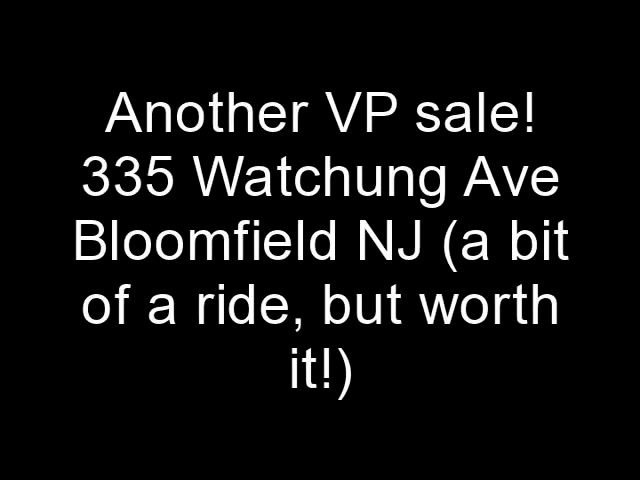 Another VP sale!
335 Watchung Ave
Bloomfield NJ (a bit
of a ride, but worth
it!)